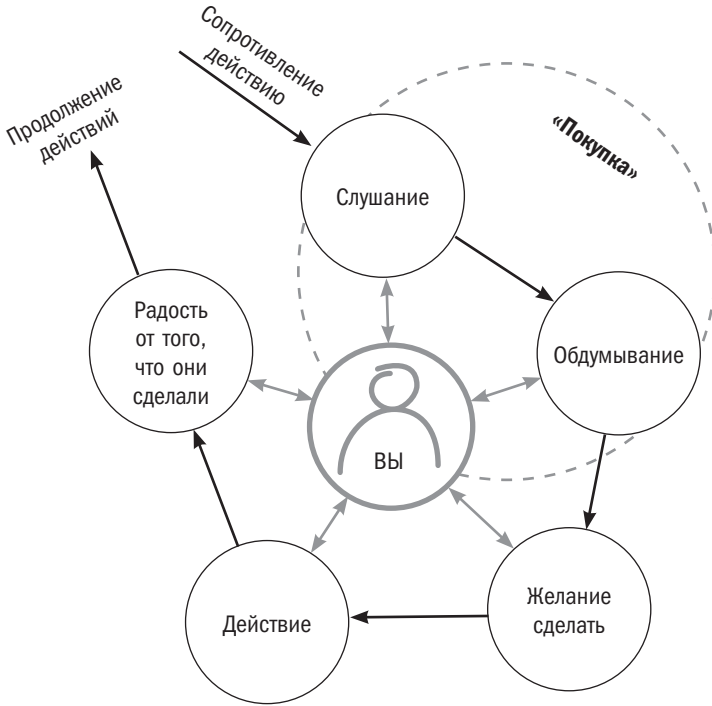 Сопротивление
действию
Продолжение
действий
«Покупка»
Слушание
Обдумывание
Радость
от того,
что они
сделали
ВЫ
Желание
сделать
Действие